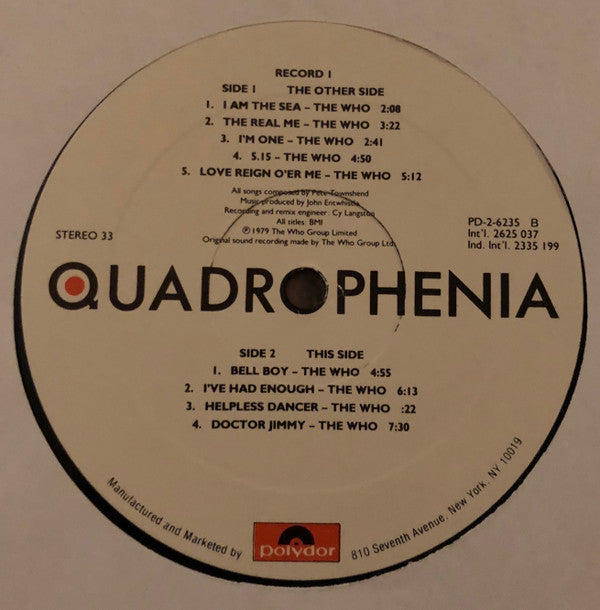 RECORD 1
SIDE 1 THE OTHER SIDE
1. I AM THE SEA – THE WHO 2:08
2. THE REAL ME – THE WHO 3:22
3. I'M ONE – THE WHO 2:41
4. 5.15 – THE WHO 4:50
5. LOVE REIGN O'ER ME – THE WHO 5:12
All songs composed by Pete Townshend
Music produced by John Entwhistle
Recording and remix engineer: Cy Langston
All titles: BMI
℗ 1979 The Who Group Limited
Original sound recording made by The Who Group Ltd.
STEREO 33
PD-2-6235 B
Int'l. 2625 037
Ind. Int'l. 2335 199
QUADROPHENIA
SIDE 2 THIS SIDE
1. BELL BOY – THE WHO 4:55
2. I'VE HAD ENOUGH – THE WHO 6:13
3. HELPLESS DANCER – THE WHO :22
4. DOCTOR JIMMY – THE WHO 7:30
Manufactured and Marketed by polydor 810 Seventh Avenue, New York, NY 10019